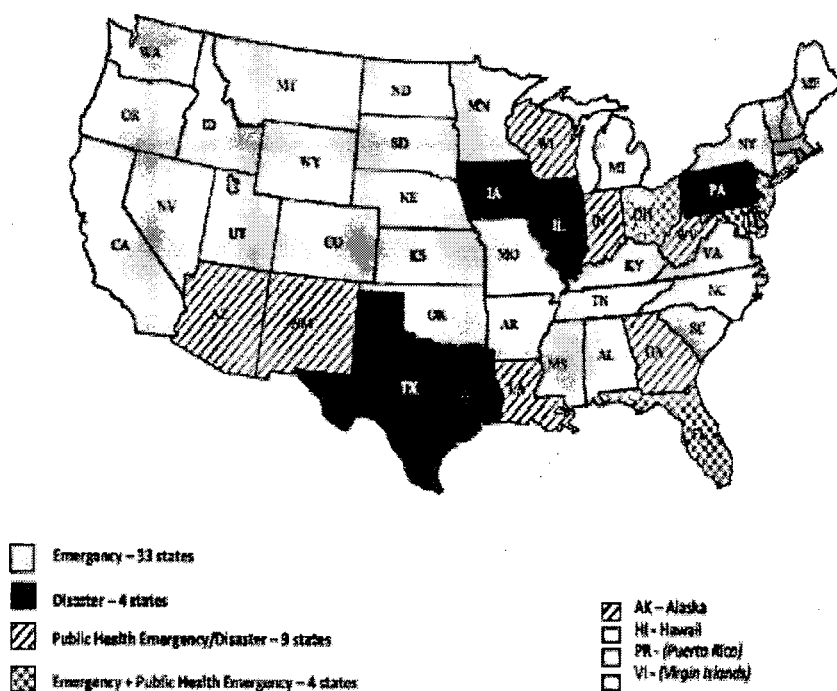 WA
MT
ND
MN
ME
OR
ID
SD
WI
NY
WY
MI
IA
PA
NE
NV
IL
IN
OH
UT
CO
CA
KS
MO
VA
KY
NC
TN
AZ
NM
OK
AR
SC
MS
AL
GA
TX
LA
Emergency – 33 states
Disaster – 4 states
Public Health Emergency/Disaster – 9 states
Emergency + Public Health Emergency – 4 states
AK – Alaska
HI - Hawaii
PR - (Puerto Rico)
VI - (Virgin Islands)